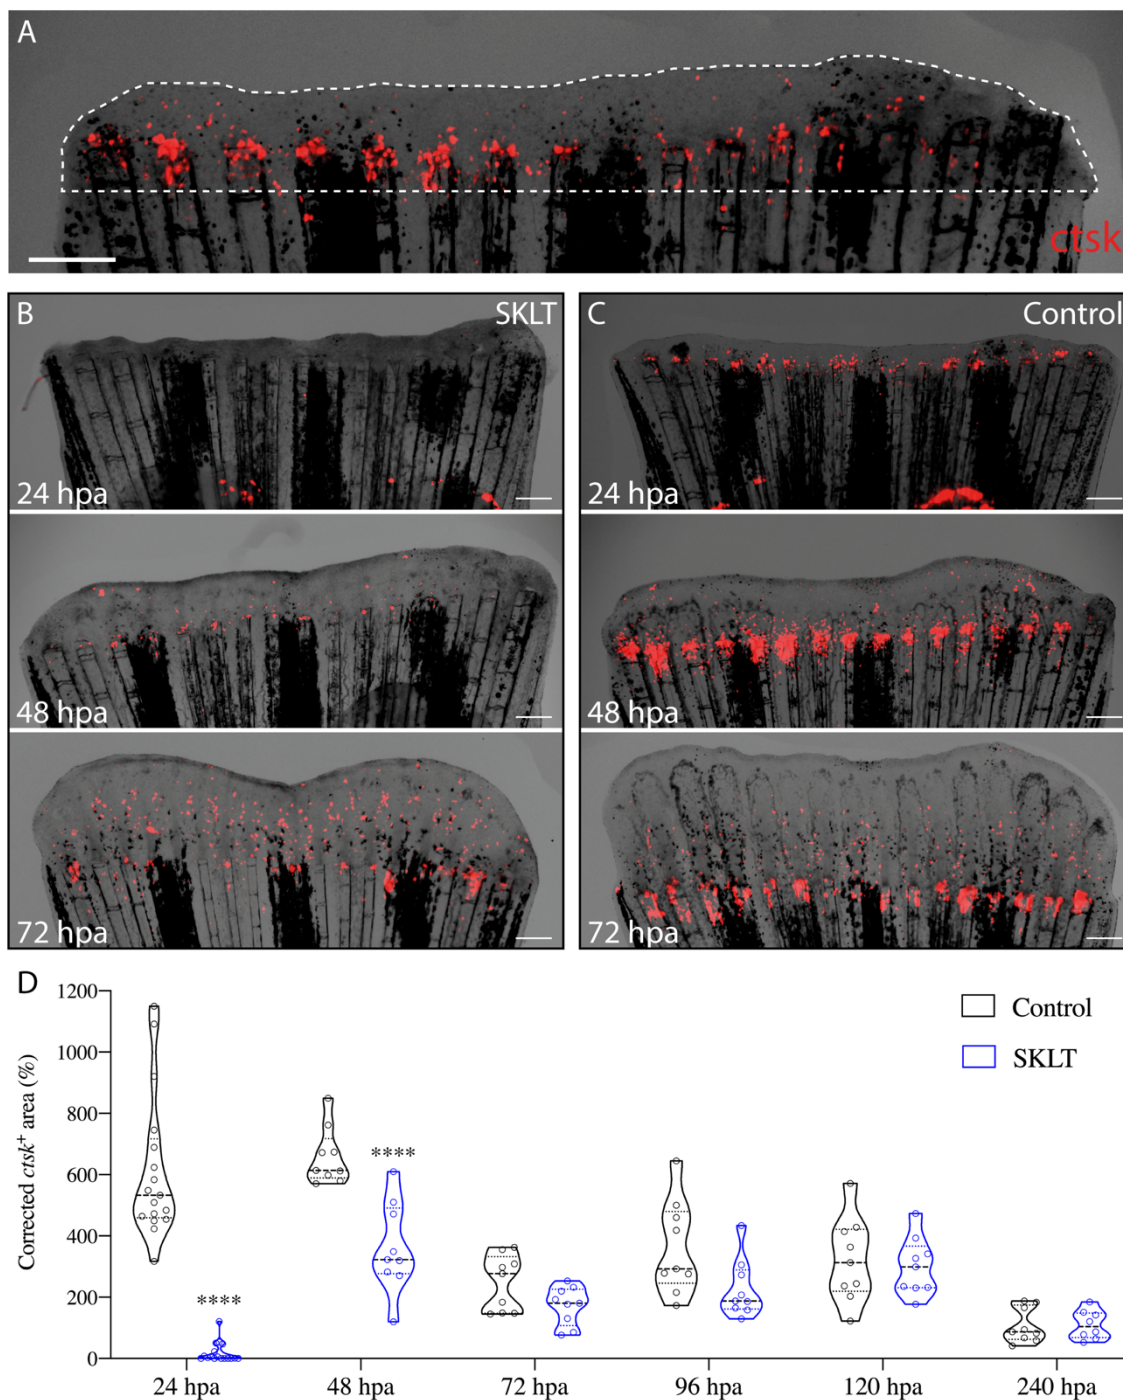 A
ctsk
B
SKLT
24 hpa
48 hpa
72 hpa
C
Control
24 hpa
48 hpa
72 hpa
D
Corrected ctsk+ area (%)
1200
1000
800
600
400
200
0
****
****
Control
SKLT
24 hpa
48 hpa
72 hpa
96 hpa
120 hpa
240 hpa